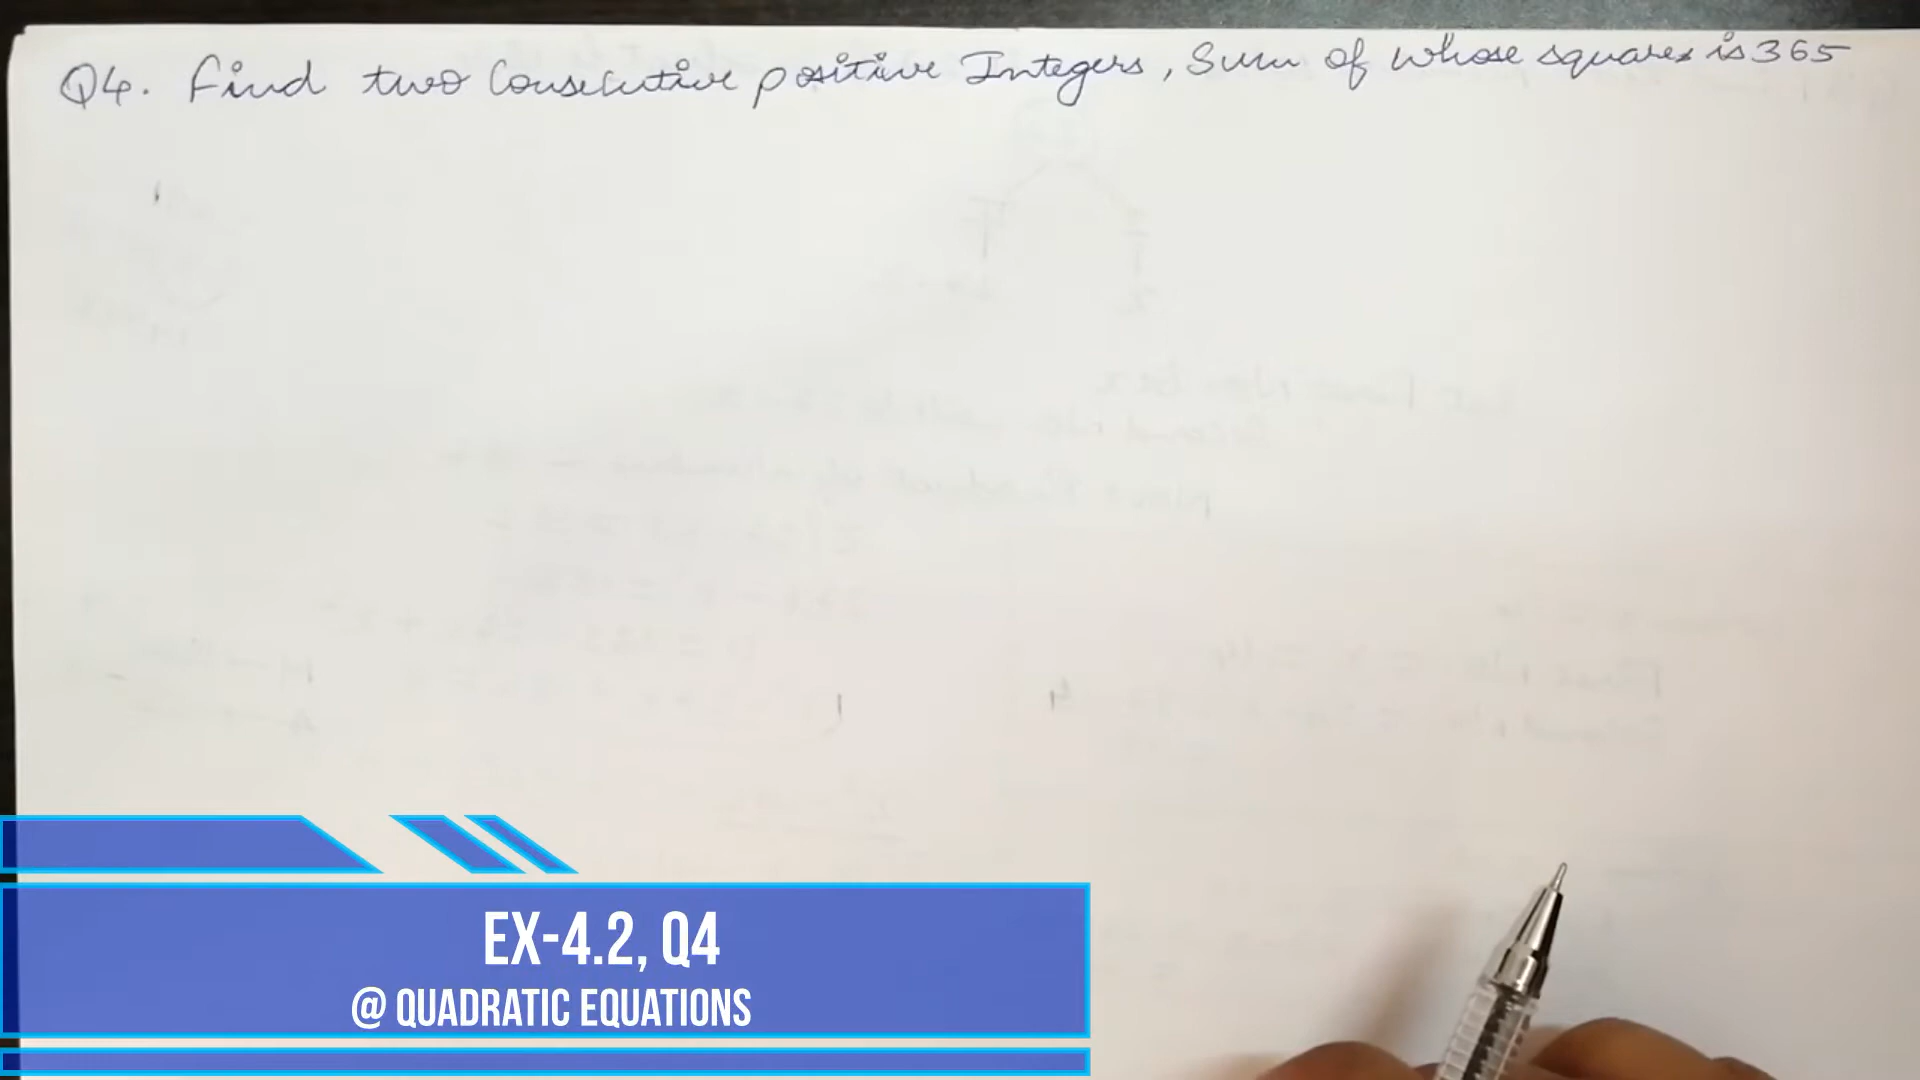 Q4. Find two Consecutive positive Integers, Sum of whose squares is 365
EX-4.2, Q4
@ QUADRATIC EQUATIONS